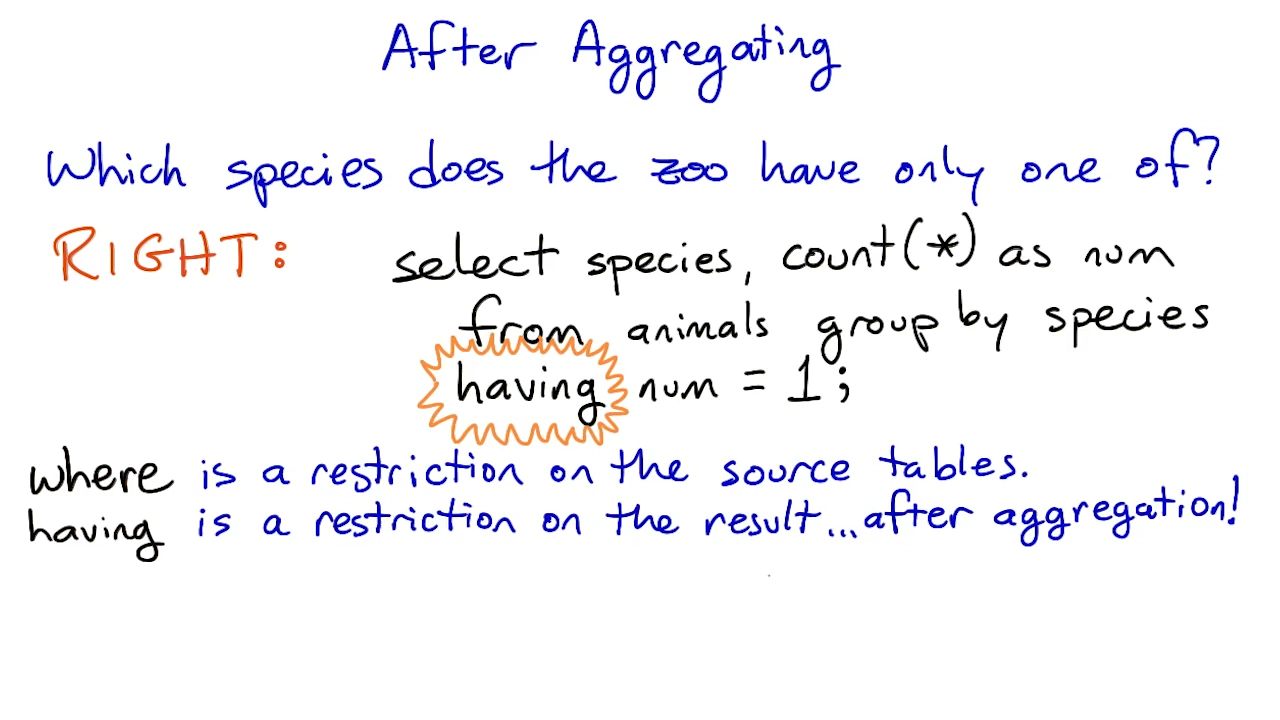 After Aggregating
Which species does the zoo have only one of?
RIGHT: select species, count(*) as num
from animals group by species
having num = 1;
where is a restriction on the source tables.
having is a restriction on the result...after aggregation!